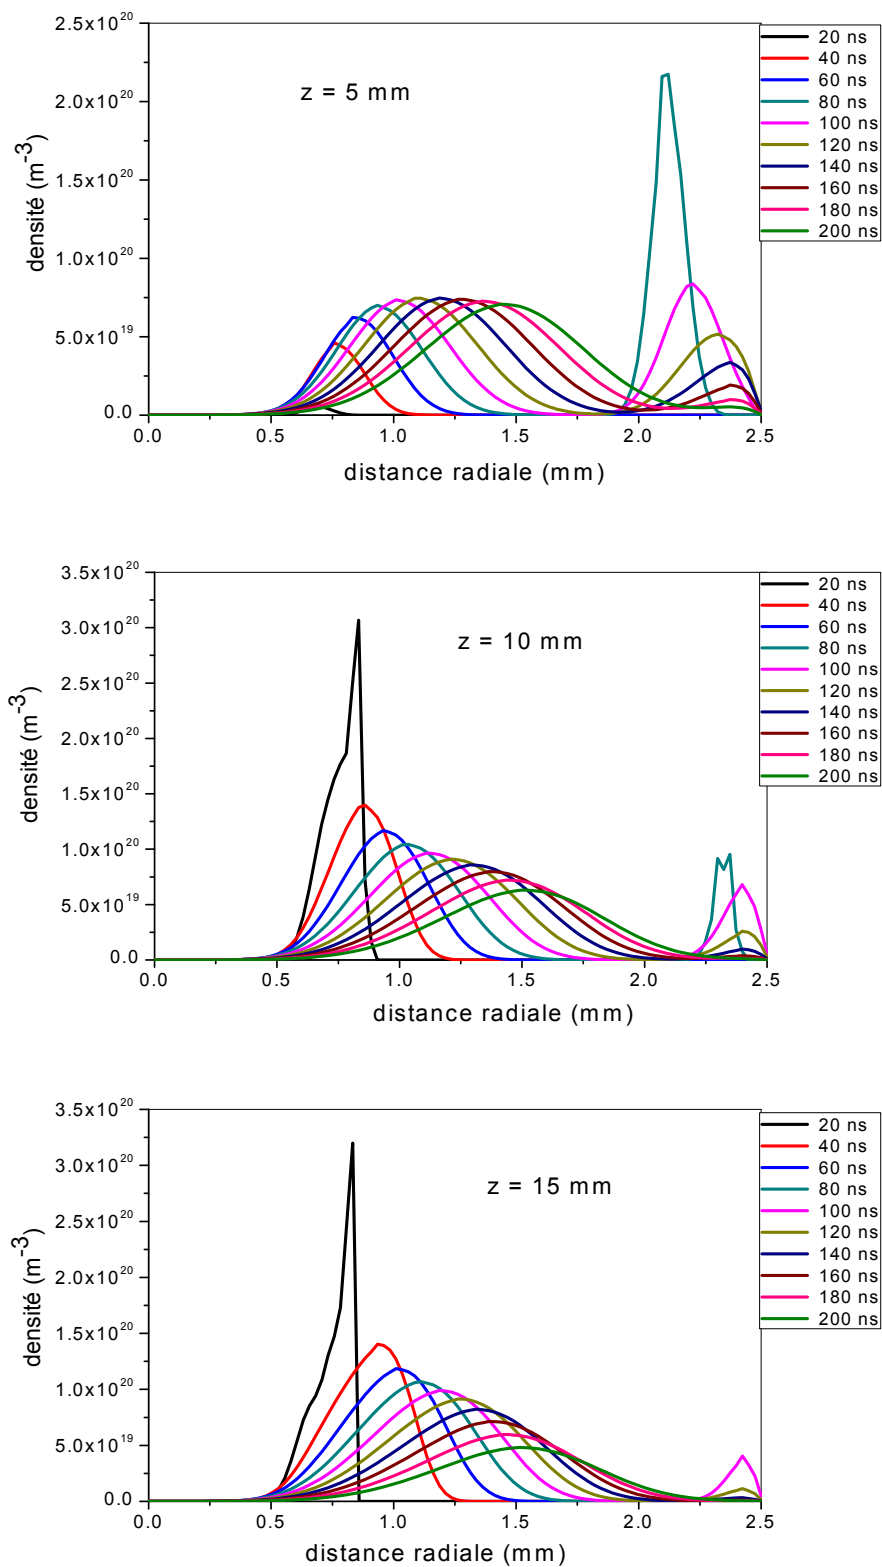 2.5x10^20
2.0x10^20
1.5x10^20
1.0x10^20
5.0x10^19
0.0
densité (m^-3)
z = 5 mm
20 ns
40 ns
60 ns
80 ns
100 ns
120 ns
140 ns
160 ns
180 ns
200 ns
0.0 0.5 1.0 1.5 2.0 2.5
distance radiale (mm)
3.5x10^20
3.0x10^20
2.5x10^20
2.0x10^20
1.5x10^20
1.0x10^20
5.0x10^19
0.0
densité (m^-3)
z = 10 mm
20 ns
40 ns
60 ns
80 ns
100 ns
120 ns
140 ns
160 ns
180 ns
200 ns
0.0 0.5 1.0 1.5 2.0 2.5
distance radiale (mm)
3.5x10^20
3.0x10^20
2.5x10^20
2.0x10^20
1.5x10^20
1.0x10^20
5.0x10^19
0.0
densité (m^-3)
z = 15 mm
20 ns
40 ns
60 ns
80 ns
100 ns
120 ns
140 ns
160 ns
180 ns
200 ns
0.0 0.5 1.0 1.5 2.0 2.5
distance radiale (mm)